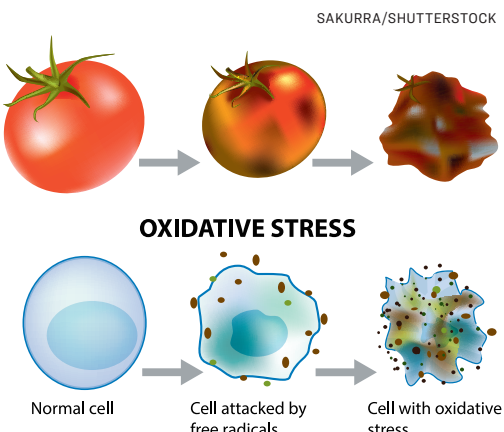 SAKURRA/SHUTTERSTOCK
OXIDATIVE STRESS
Normal cell
Cell attacked by
free radicals
Cell with oxidative
stress